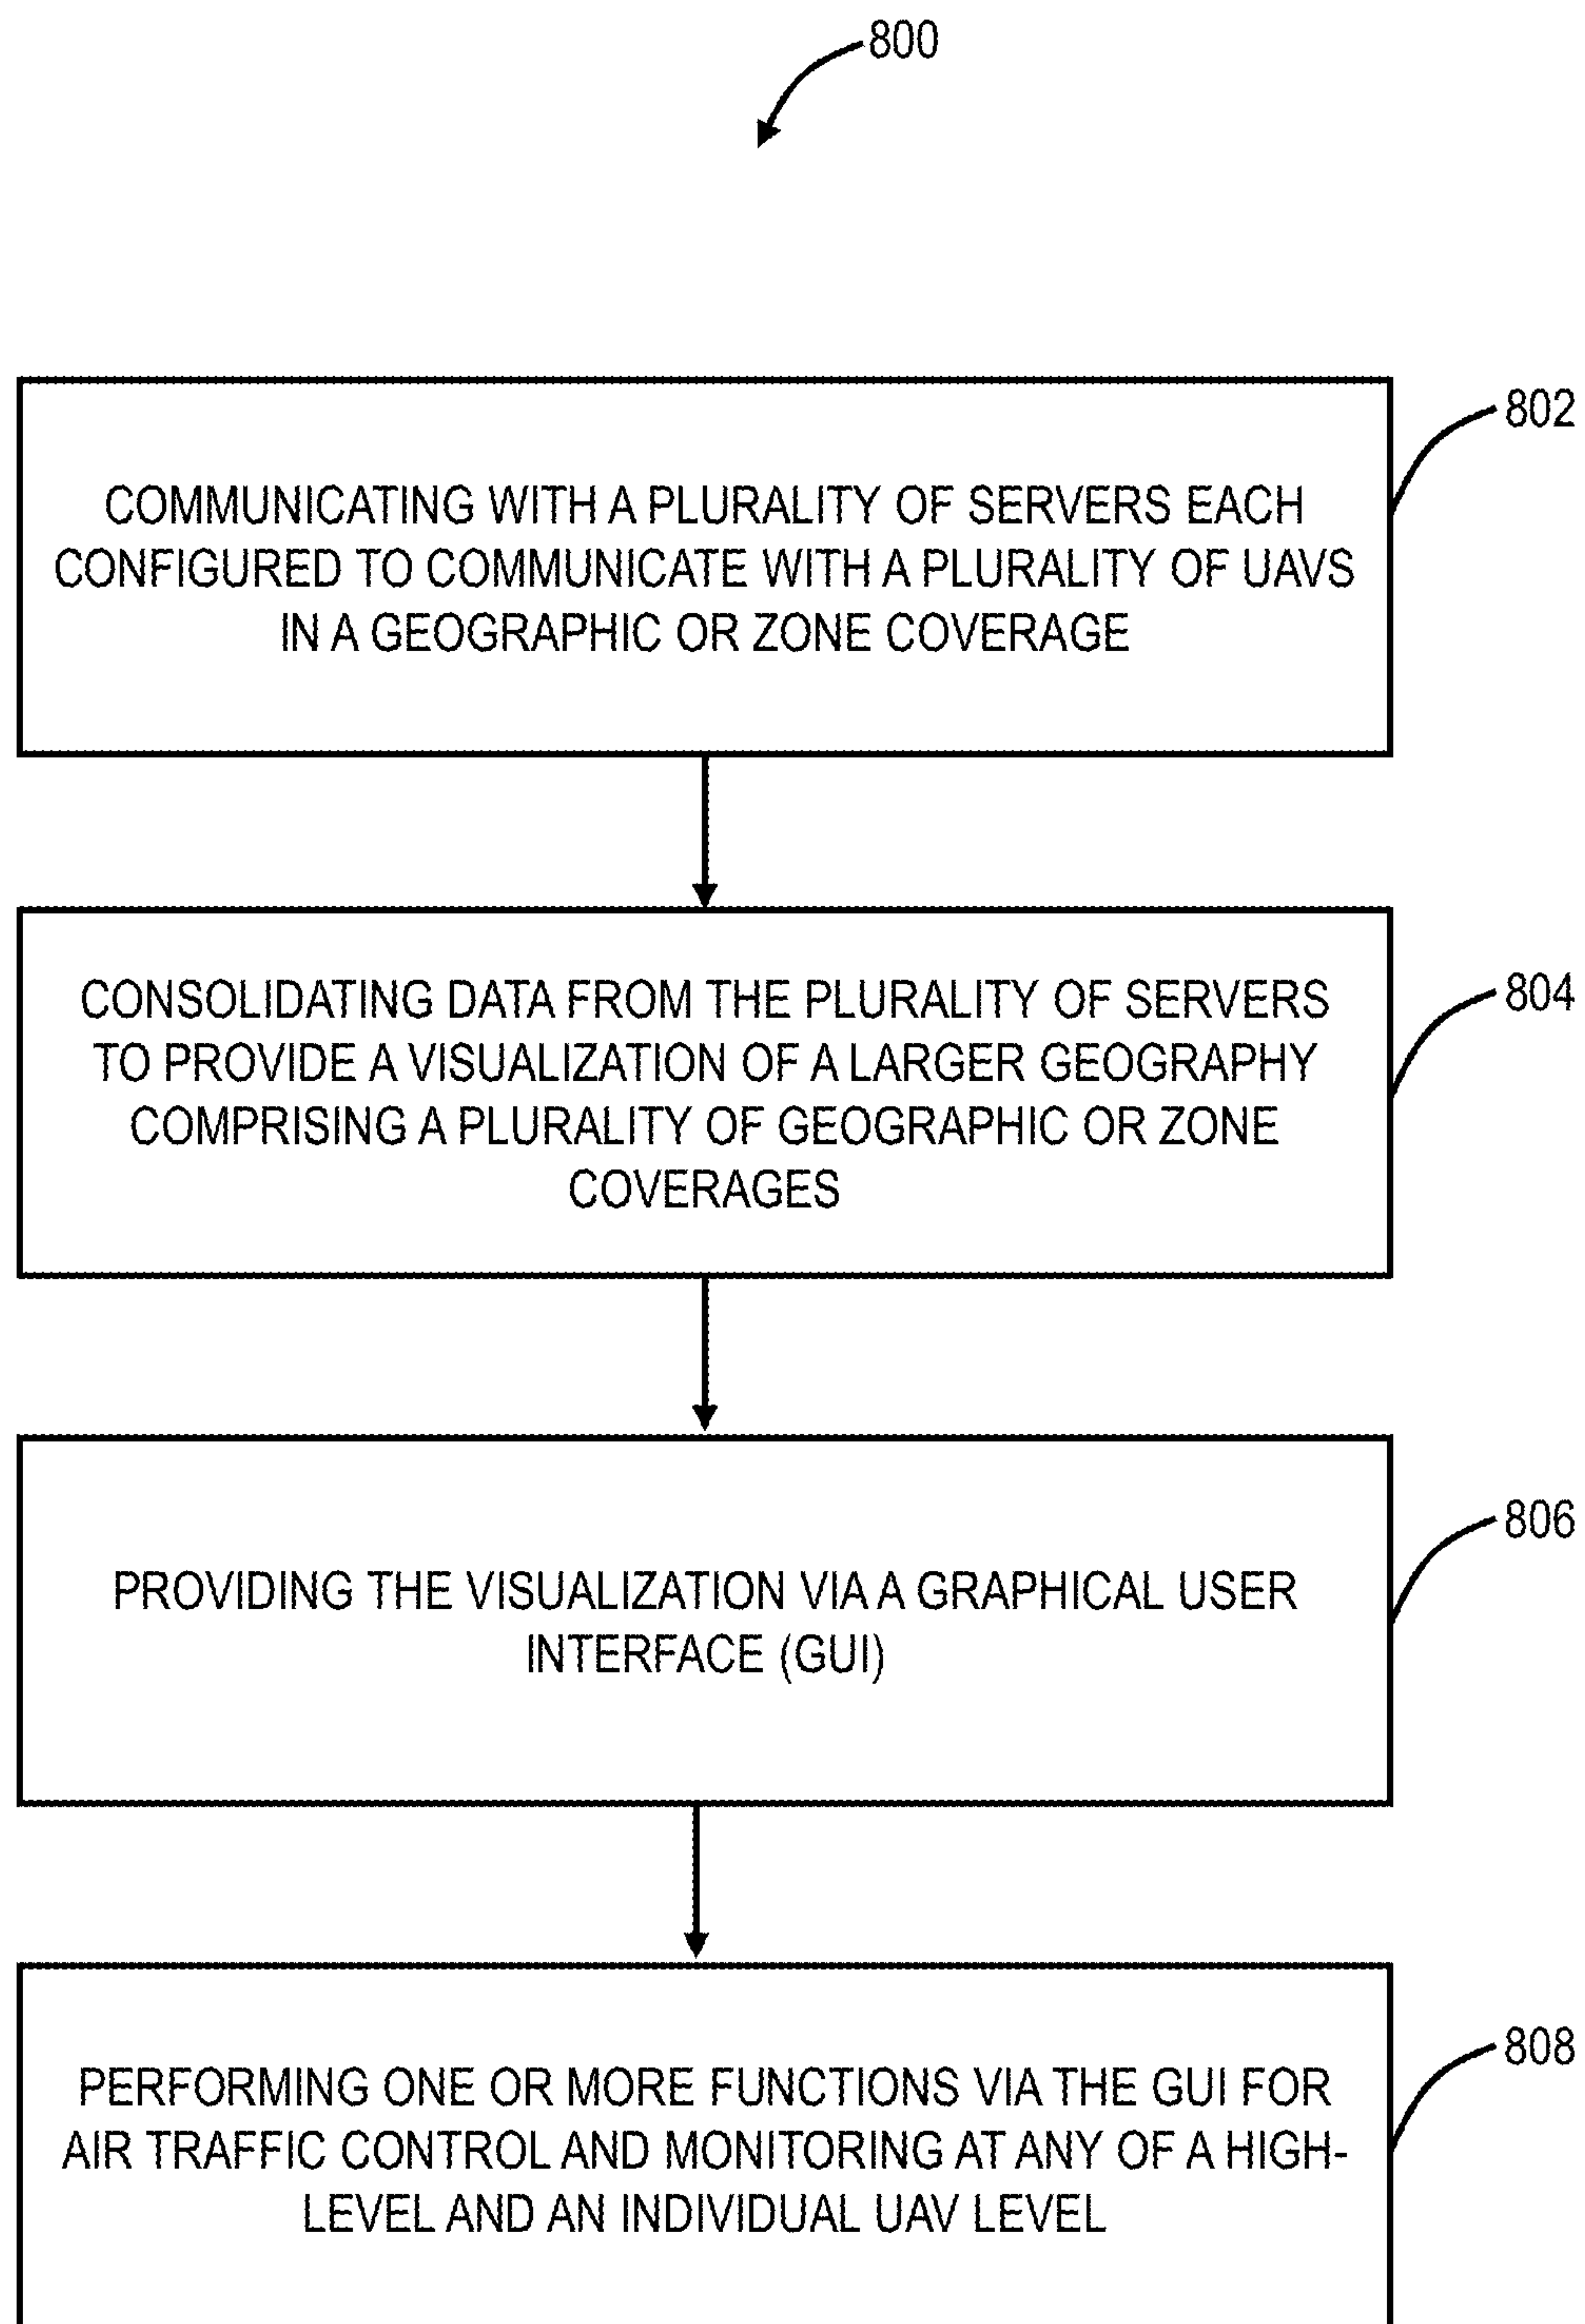 800
802
COMMUNICATING WITH A PLURALITY OF SERVERS EACH
CONFIGURED TO COMMUNICATE WITH A PLURALITY OF UAVS
IN A GEOGRAPHIC OR ZONE COVERAGE
804
CONSOLIDATING DATA FROM THE PLURALITY OF SERVERS
TO PROVIDE A VISUALIZATION OF A LARGER GEOGRAPHY
COMPRISING A PLURALITY OF GEOGRAPHIC OR ZONE
COVERAGES
806
PROVIDING THE VISUALIZATION VIA A GRAPHICAL USER
INTERFACE (GUI)
808
PERFORMING ONE OR MORE FUNCTIONS VIA THE GUI FOR
AIR TRAFFIC CONTROL AND MONITORING AT ANY OF A HIGH-
LEVEL AND AN INDIVIDUAL UAV LEVEL